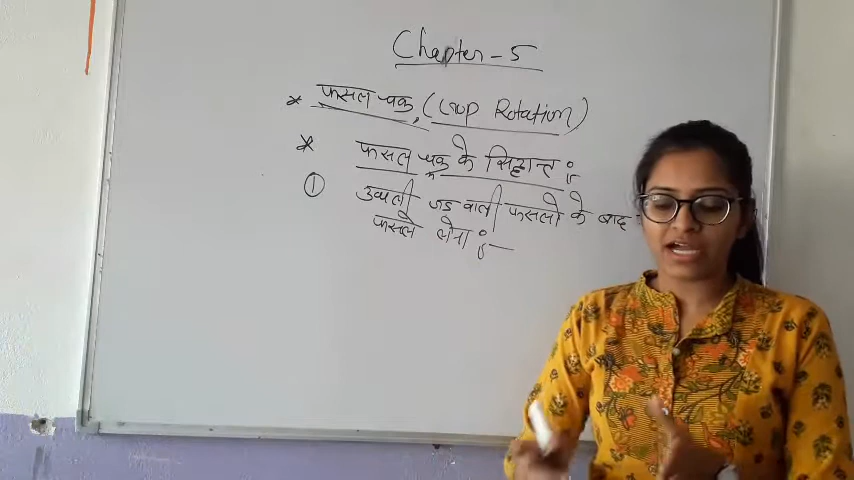 Chapter-5
* फसल चक्र, (Crop Rotation)
* फसल चक्र के सिद्धान्त :-
① उथली जड़ वाली फसलो के बाद
फसले लेना :-